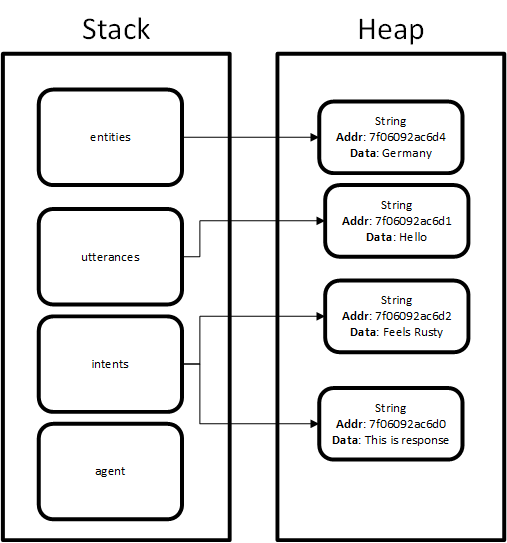 Stack
Heap
entities
String
Addr: 7f06092ac6d4
Data: Germany
String
Addr: 7f06092ac6d1
Data: Hello
utterances
String
Addr: 7f06092ac6d2
Data: Feels Rusty
intents
String
Addr: 7f06092ac6d0
Data: This is response
agent